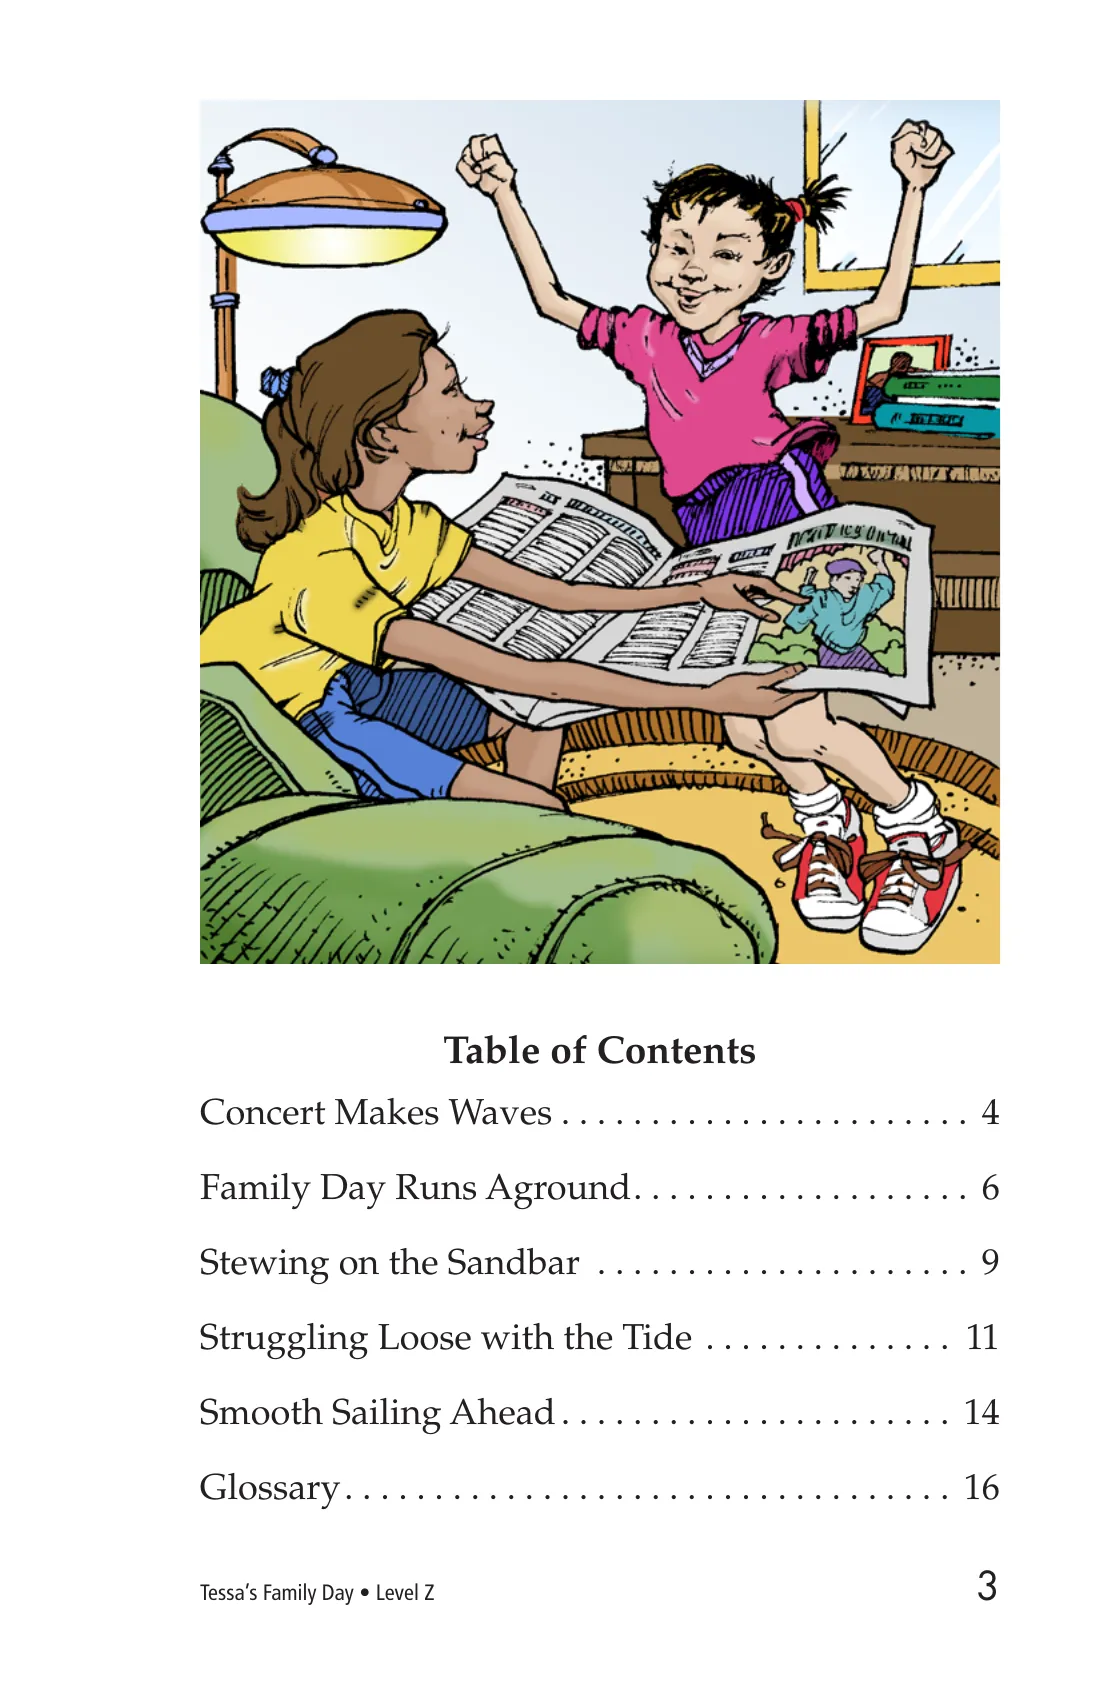 Table of Contents
Concert Makes Waves . . . . . . . . . . . . . . . . . . . . . . . 4
Family Day Runs Aground. . . . . . . . . . . . . . . . . . . 6
Stewing on the Sandbar . . . . . . . . . . . . . . . . . . . . . 9
Struggling Loose with the Tide . . . . . . . . . . . . . . 11
Smooth Sailing Ahead . . . . . . . . . . . . . . . . . . . . . . 14
Glossary. . . . . . . . . . . . . . . . . . . . . . . . . . . . . . . . . . 16
Tessa’s Family Day • Level Z 3